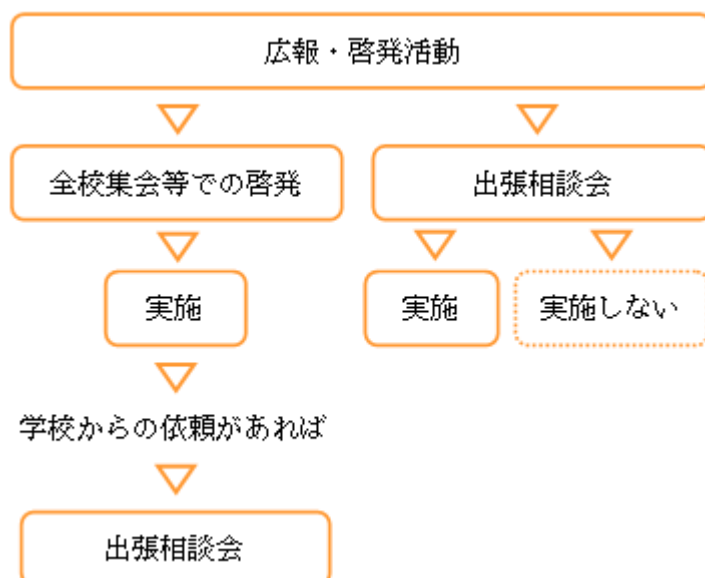 広報・啓発活動
全校集会等での啓発
出張相談会
実施
実施
実施しない
学校からの依頼があれば
出張相談会